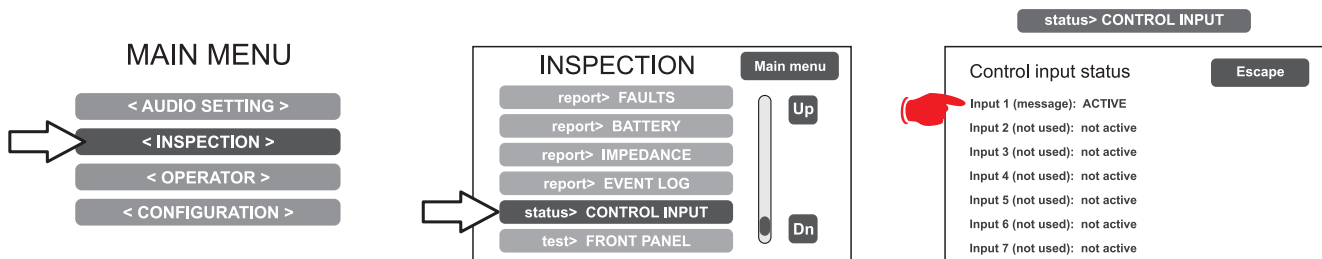 MAIN MENU
< AUDIO SETTING >
< INSPECTION >
< OPERATOR >
< CONFIGURATION >
INSPECTION
Main menu
report> FAULTS
report> BATTERY
report> IMPEDANCE
report> EVENT LOG
status> CONTROL INPUT
test> FRONT PANEL
Up
Dn
status> CONTROL INPUT
Control input status
Escape
Input 1 (message): ACTIVE
Input 2 (not used): not active
Input 3 (not used): not active
Input 4 (not used): not active
Input 5 (not used): not active
Input 6 (not used): not active
Input 7 (not used): not active